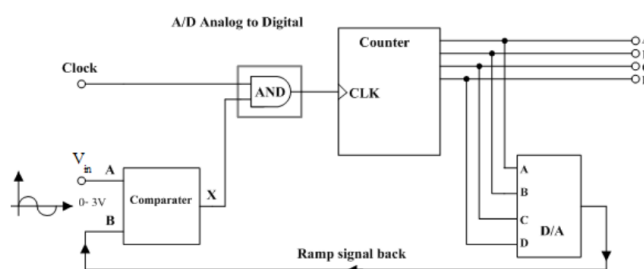 A/D Analog to Digital
Counter
Clock
AND
CLK
V in
A
0- 3V
Comparater
X
B
A
B
C
D
D/A
Ramp signal back